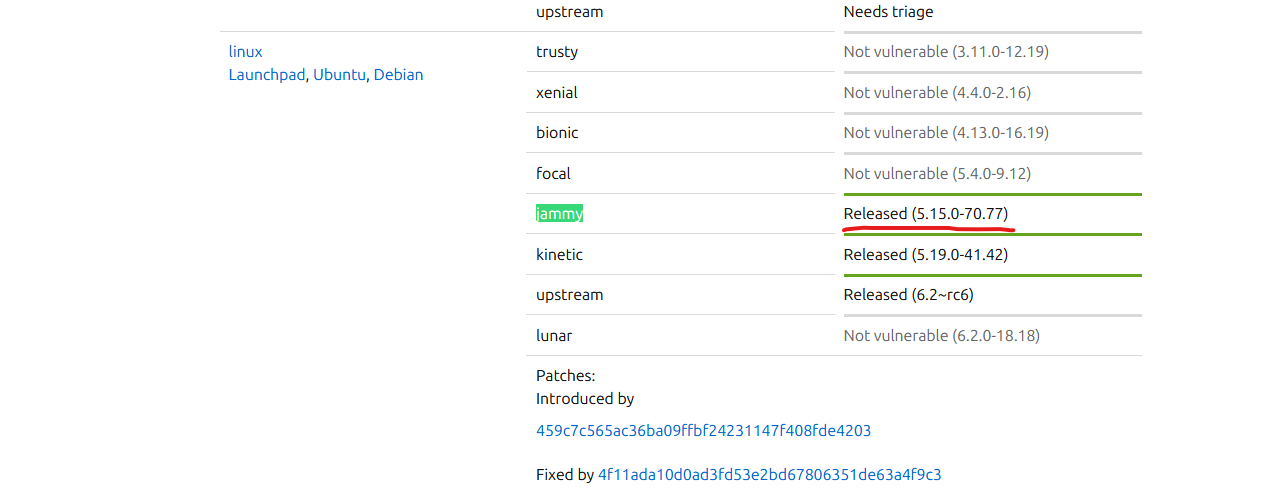 upstream Needs triage
linux trusty Not vulnerable (3.11.0-12.19)
Launchpad, Ubuntu, Debian
xenial Not vulnerable (4.4.0-2.16)
bionic Not vulnerable (4.13.0-16.19)
focal Not vulnerable (5.4.0-9.12)
jammy Released (5.15.0-70.77)
kinetic Released (5.19.0-41.42)
upstream Released (6.2~rc6)
lunar Not vulnerable (6.2.0-18.18)
Patches:
Introduced by
459c7c565ac36ba09ffbf24231147f408fde4203
Fixed by 4f11ada10d0ad3fd53e2bd67806351de63a4f9c3